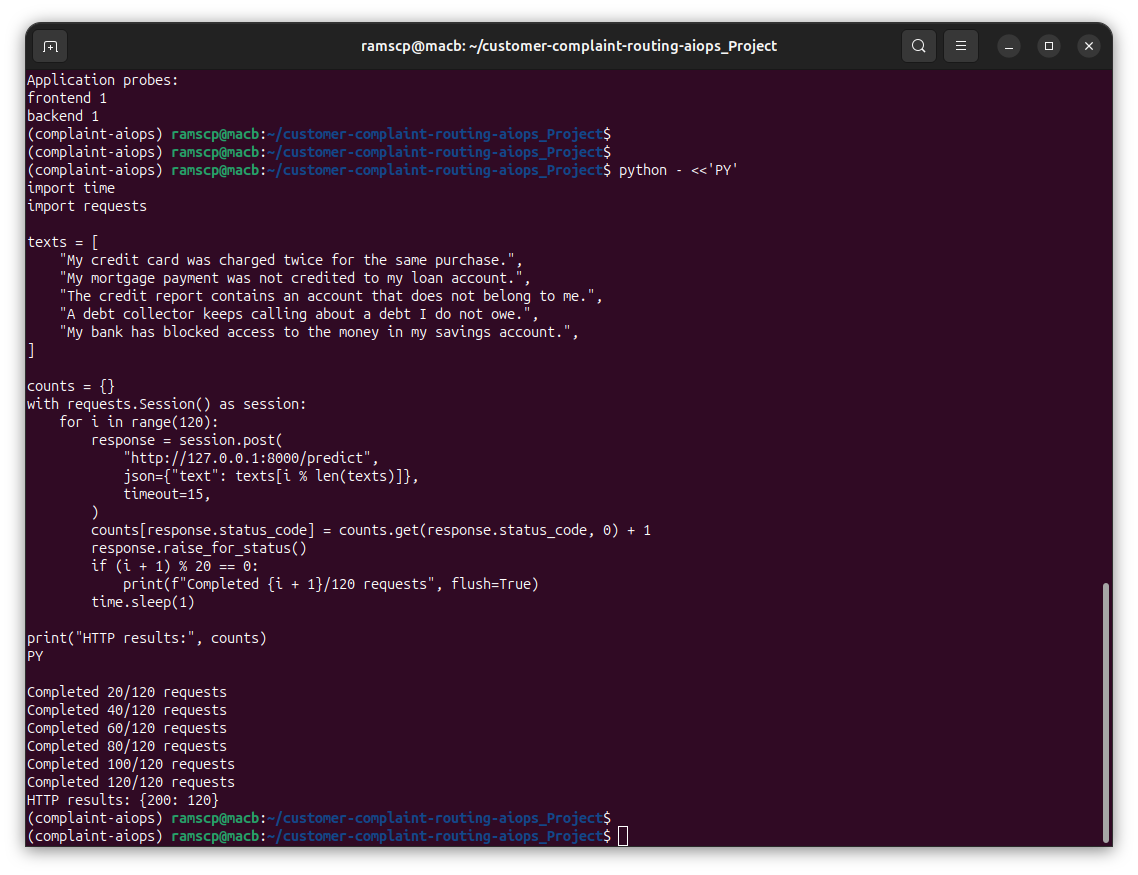 ramscp@macb: ~/customer-complaint-routing-aiops_Project
Application probes:
frontend 1
backend 1
(complaint-aiops) ramscp@macb:~/customer-complaint-routing-aiops_Project$
(complaint-aiops) ramscp@macb:~/customer-complaint-routing-aiops_Project$
(complaint-aiops) ramscp@macb:~/customer-complaint-routing-aiops_Project$ python - <<'PY'
import time
import requests

texts = [
    "My credit card was charged twice for the same purchase.",
    "My mortgage payment was not credited to my loan account.",
    "The credit report contains an account that does not belong to me.",
    "A debt collector keeps calling about a debt I do not owe.",
    "My bank has blocked access to the money in my savings account.",
]

counts = {}
with requests.Session() as session:
    for i in range(120):
        response = session.post(
            "http://127.0.0.1:8000/predict",
            json={"text": texts[i % len(texts)]},
            timeout=15,
        )
        counts[response.status_code] = counts.get(response.status_code, 0) + 1
        response.raise_for_status()
        if (i + 1) % 20 == 0:
            print(f"Completed {i + 1}/120 requests", flush=True)
        time.sleep(1)

print("HTTP results:", counts)
PY

Completed 20/120 requests
Completed 40/120 requests
Completed 60/120 requests
Completed 80/120 requests
Completed 100/120 requests
Completed 120/120 requests
HTTP results: {200: 120}
(complaint-aiops) ramscp@macb:~/customer-complaint-routing-aiops_Project$
(complaint-aiops) ramscp@macb:~/customer-complaint-routing-aiops_Project$